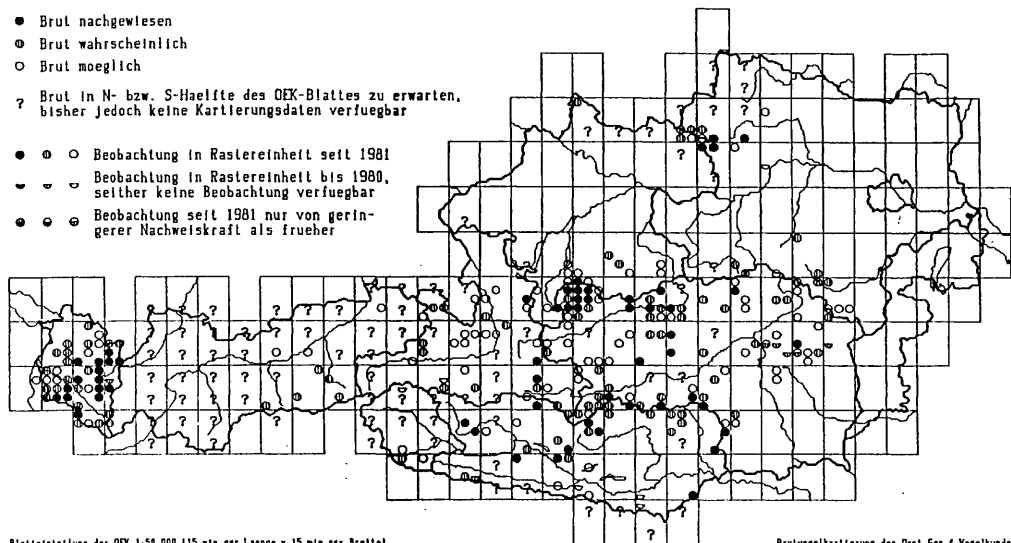 Brut nachgewiesen
Brut wahrscheinlich
Brut moeglich
? Brut in N- bzw. S-Haelfte des OEK-Blattes zu erwarten,
bisher jedoch keine Kartierungsdaten verfuegbar
Beobachtung in Rastereinheit seit 1981
Beobachtung in Rastereinheit bis 1980,
seither keine Beobachtung verfuegbar
Beobachtung seit 1981 nur von gerin-
gerer Nachweiskraft als frueher